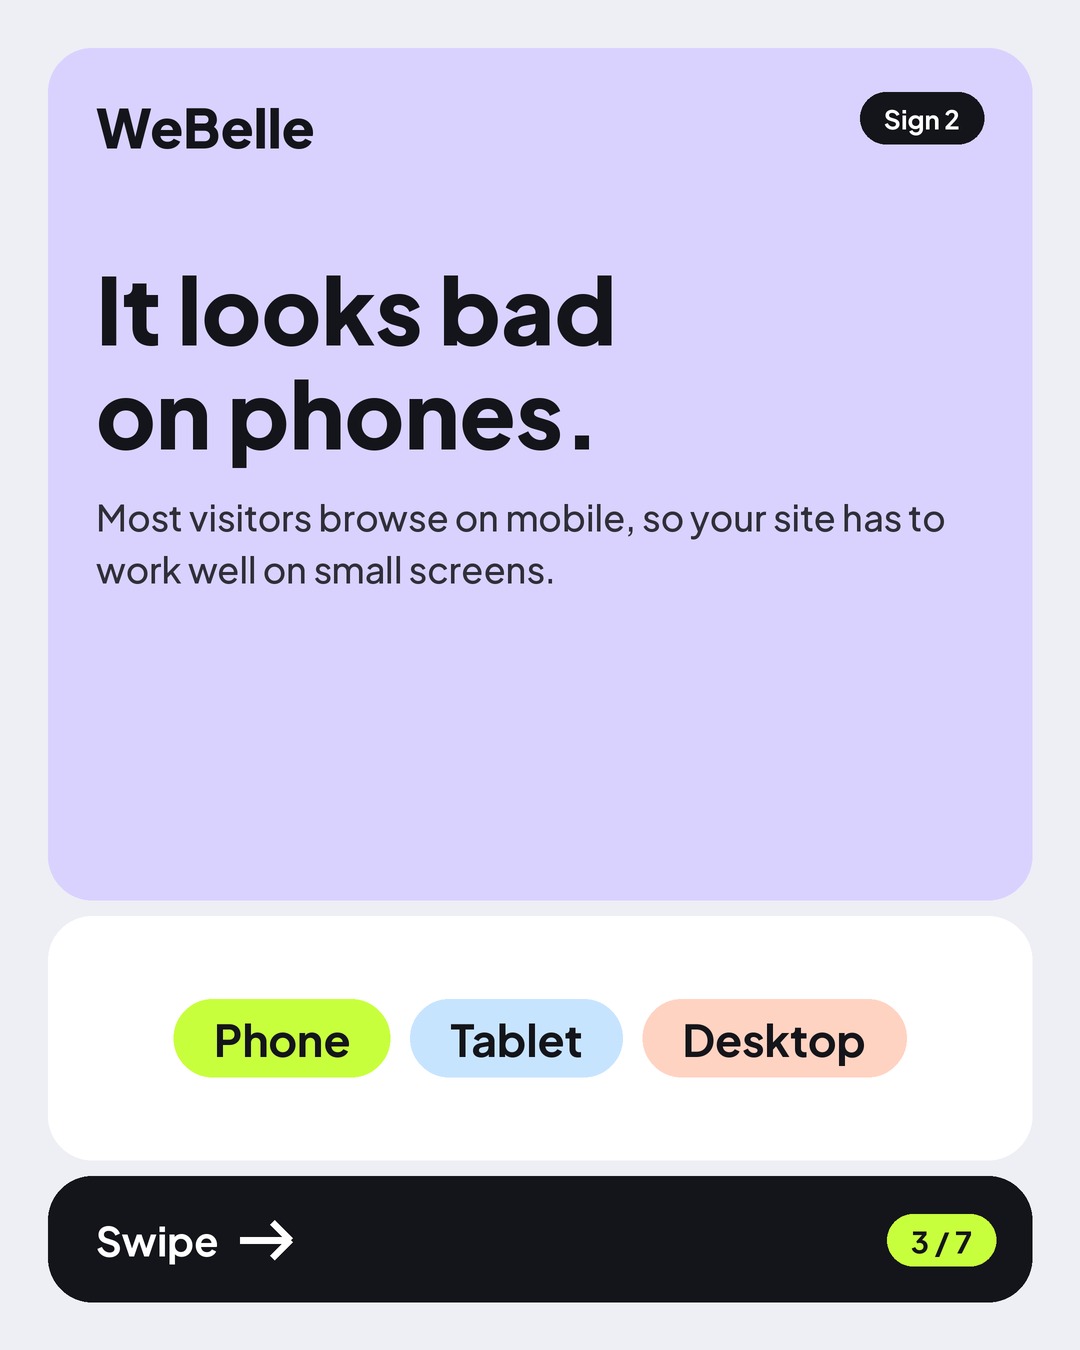 WeBelle
Sign 2
It looks bad
on phones.
Most visitors browse on mobile, so your site has to
work well on small screens.
Phone
Tablet
Desktop
Swipe →
3 / 7